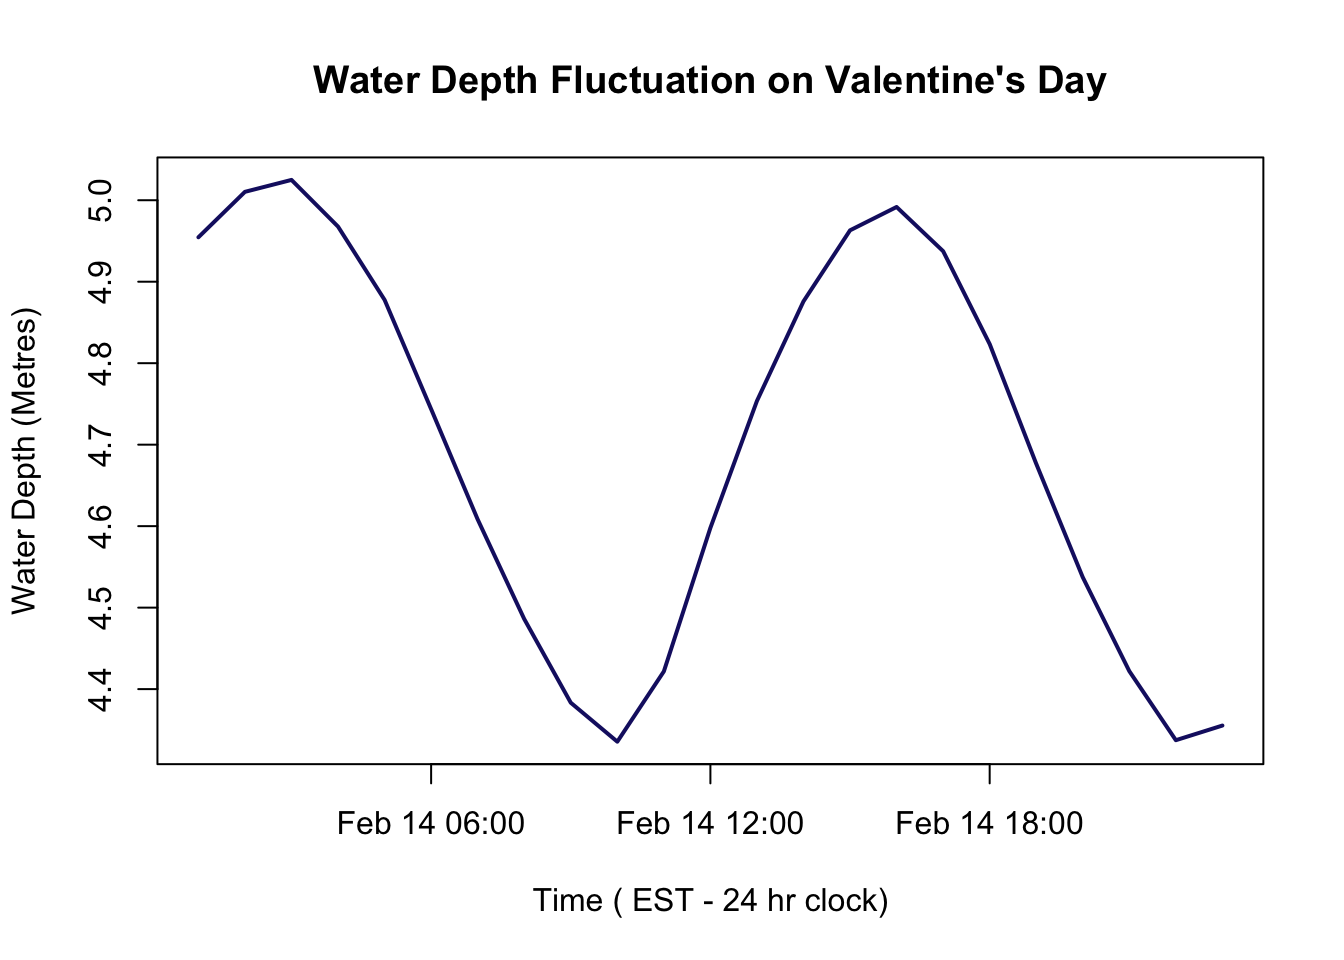 Water Depth Fluctuation on Valentine's Day
Water Depth (Metres)
5.0
4.9
4.8
4.7
4.6
4.5
4.4
Feb 14 06:00 Feb 14 12:00 Feb 14 18:00
Time ( EST - 24 hr clock)